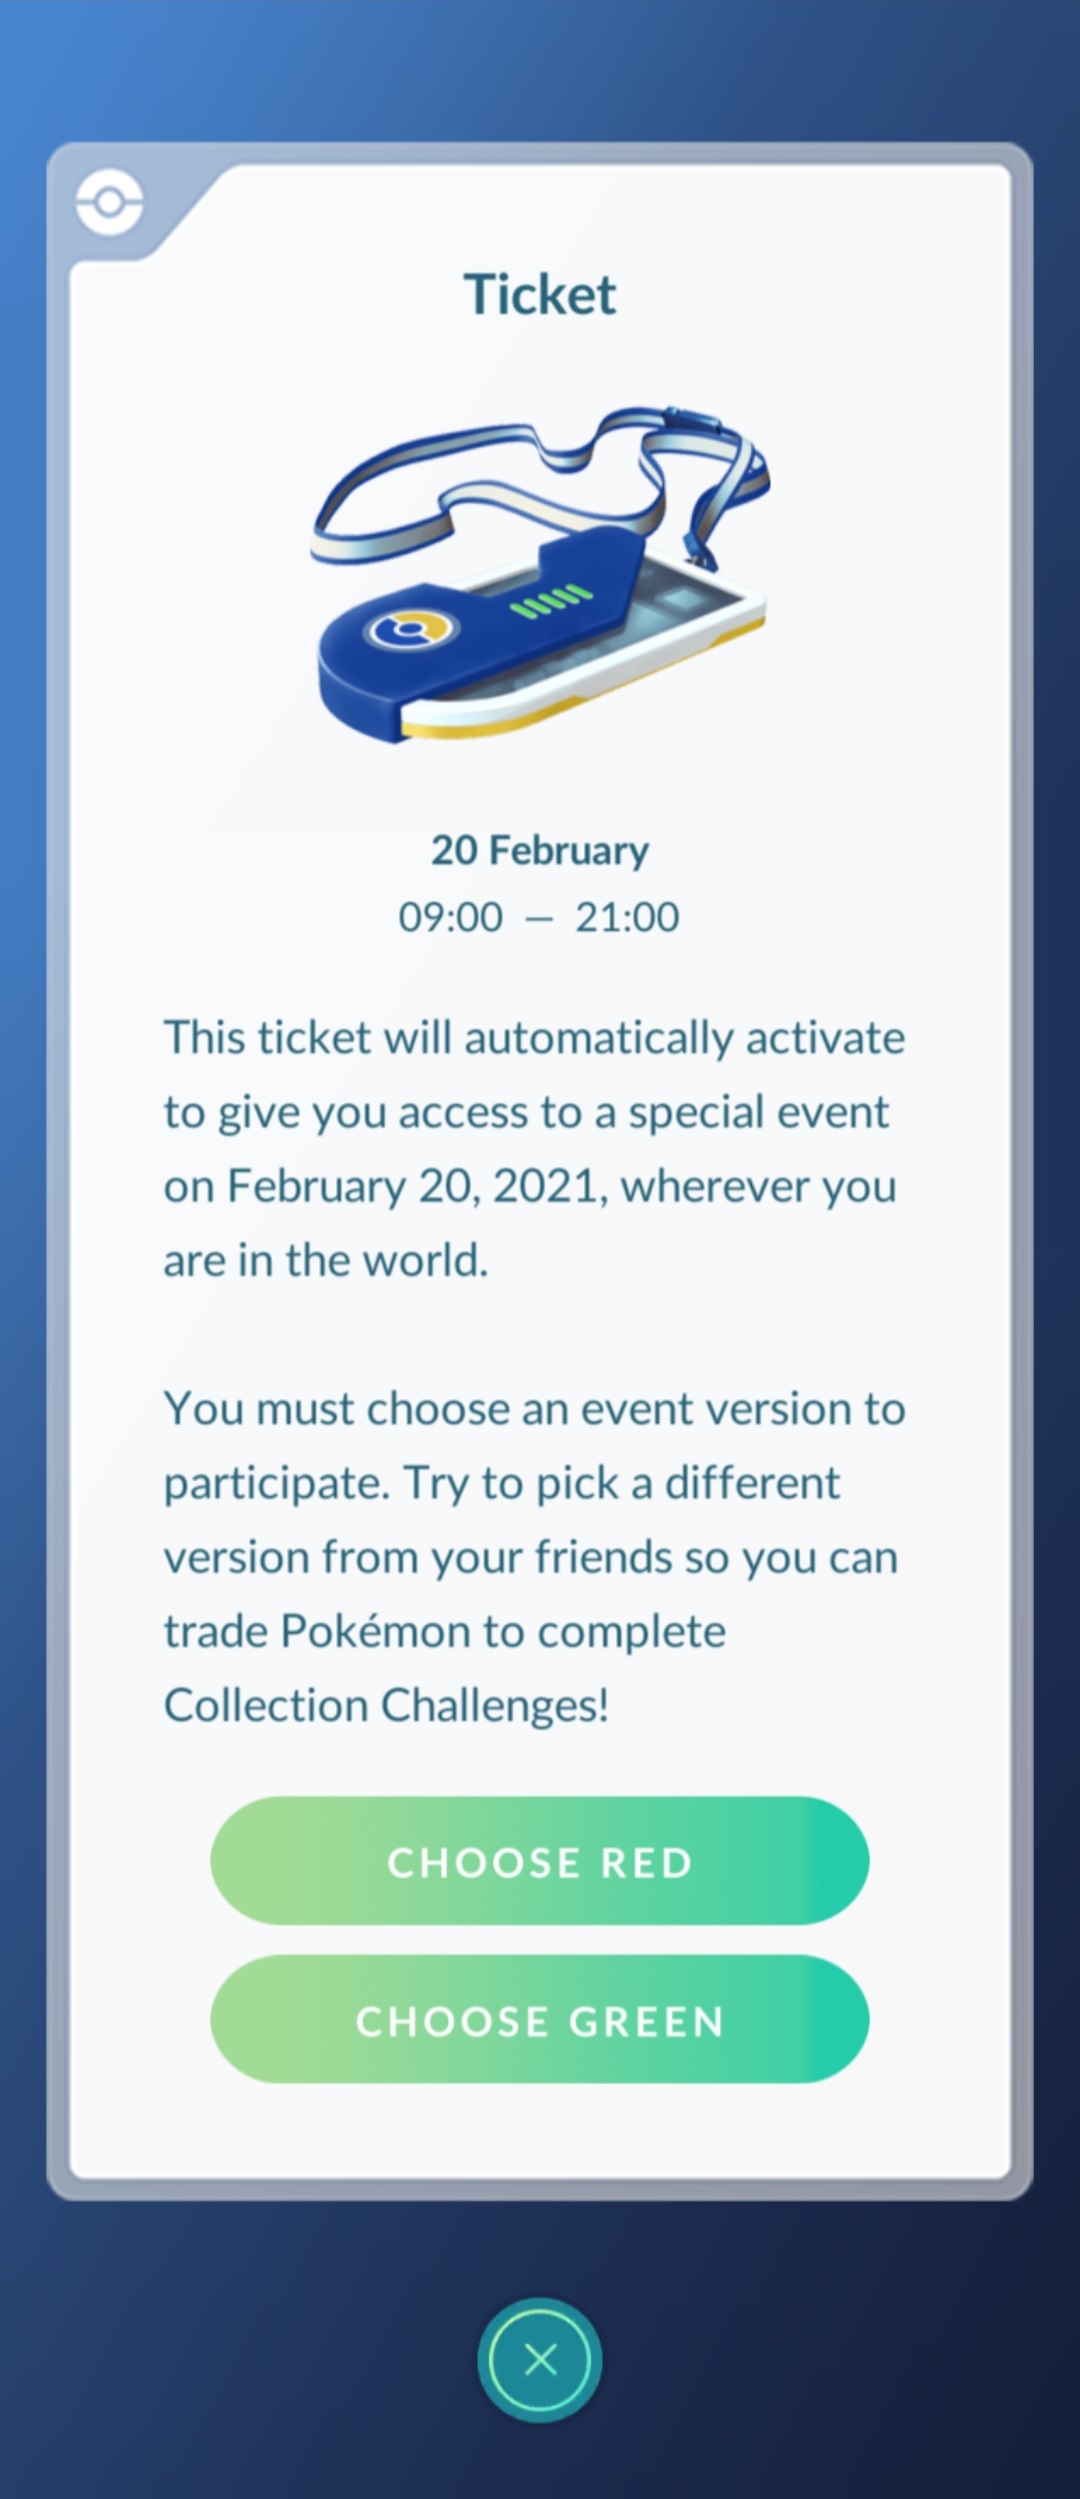 Ticket
20 February
09:00 — 21:00
This ticket will automatically activate
to give you access to a special event
on February 20, 2021, wherever you
are in the world.
You must choose an event version to
participate. Try to pick a different
version from your friends so you can
trade Pokémon to complete
Collection Challenges!
CHOOSE RED
CHOOSE GREEN